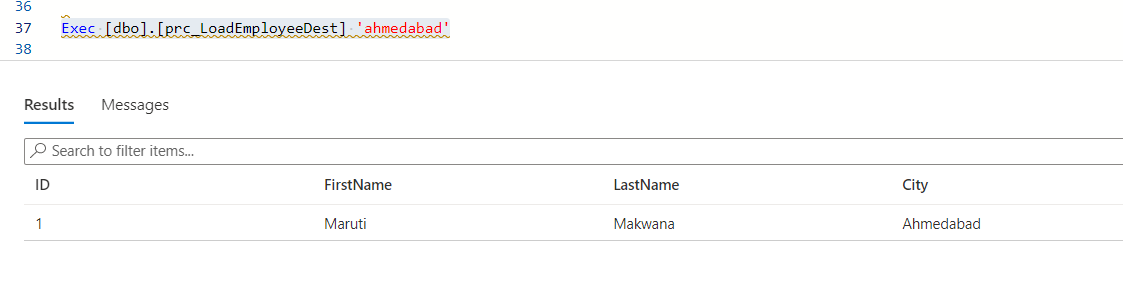 36
37 Exec [dbo].[prc_LoadEmployeeDest] 'ahmedabad'
38
Results Messages
Search to filter items...
ID FirstName LastName City
1 Maruti Makwana Ahmedabad